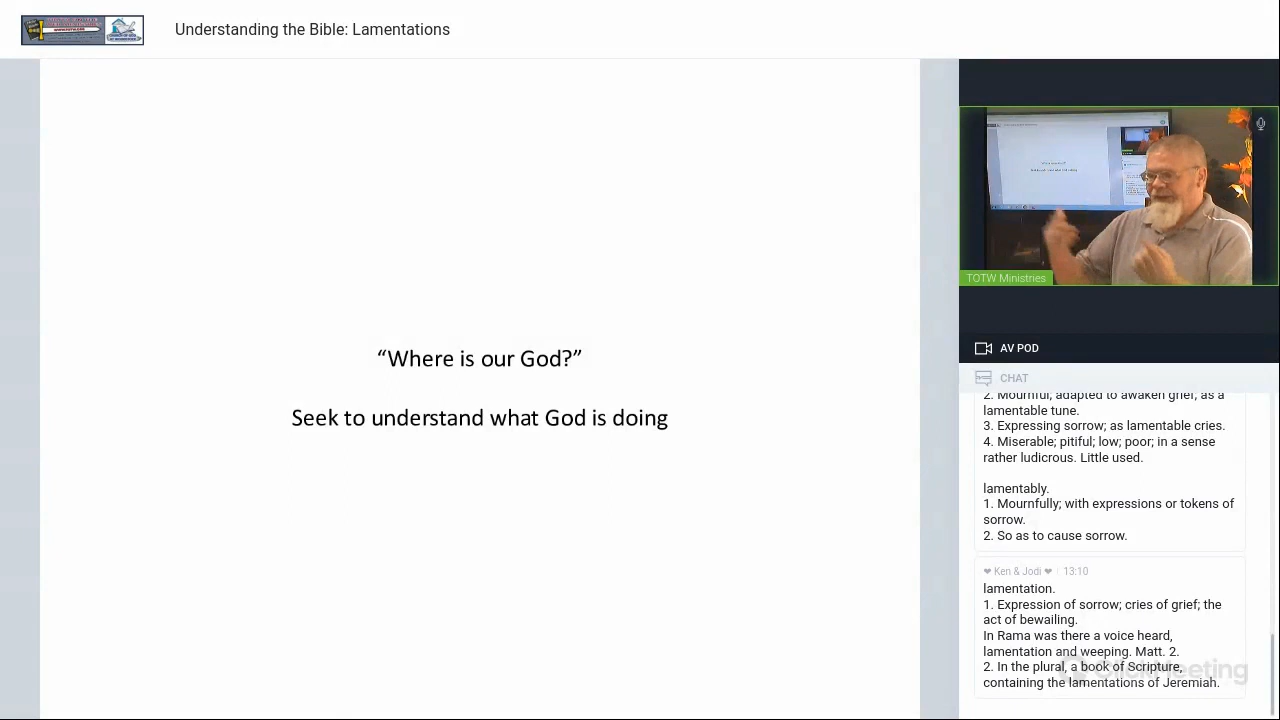 Understanding the Bible: Lamentations
“Where is our God?”
Seek to understand what God is doing
TOTW Ministries
AV POD
CHAT
2. Mournful; adapted to awaken grief; as a
lamentable tune.
3. Expressing sorrow; as lamentable cries.
4. Miserable; pitiful; low; poor; in a sense
rather ludicrous. Little used.
lamentably.
1. Mournfully; with expressions or tokens of
sorrow.
2. So as to cause sorrow.
❤ Ken & Jodi ❤ 13:10
lamentation.
1. Expression of sorrow; cries of grief; the
act of bewailing.
In Rama was there a voice heard,
lamentation and weeping. Matt. 2.
2. In the plural, a book of Scripture,
containing the lamentations of Jeremiah.
ClickMeeting